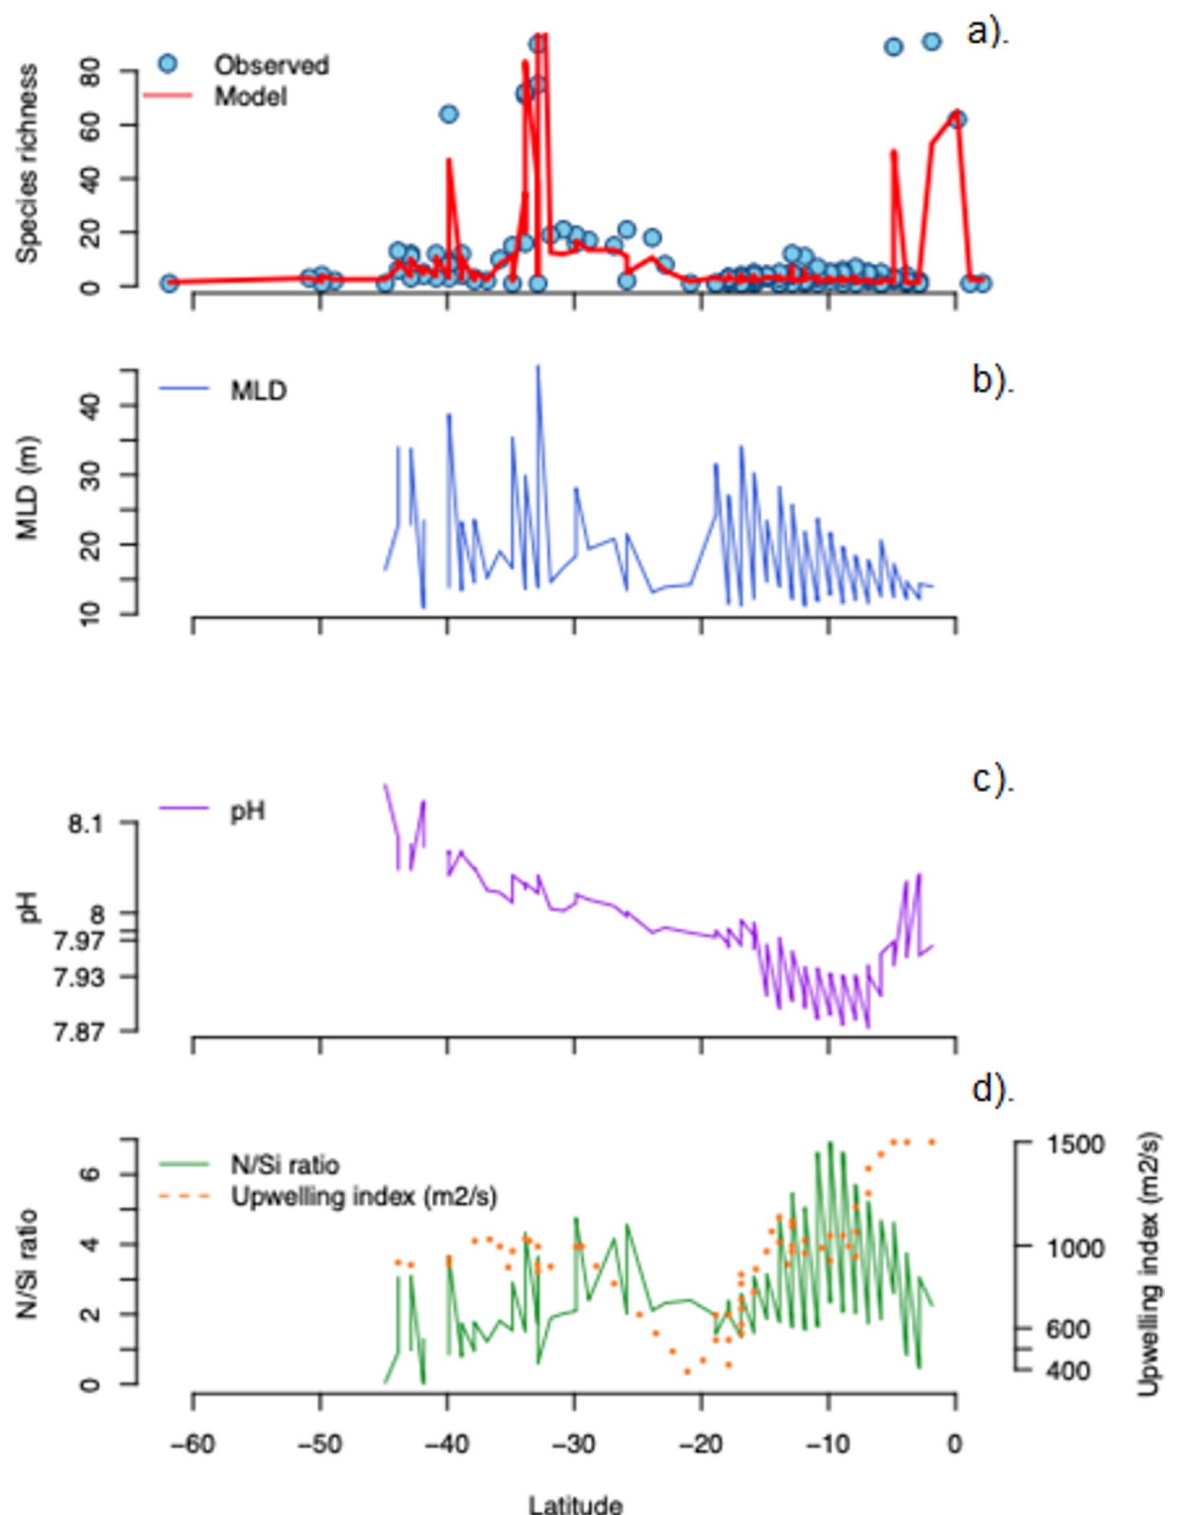 a).
Observed
Model
Species richness
80
60
40
20
0
b).
MLD
MLD (m)
40
30
20
10
c).
pH
pH
8.1
8
7.97
7.93
7.87
d).
N/Si ratio
Upwelling index (m2/s)
N/Si ratio
6
4
2
0
1500
1000
600
400
Upwelling index (m2/s)
−60 −50 −40 −30 −20 −10 0
Latitude